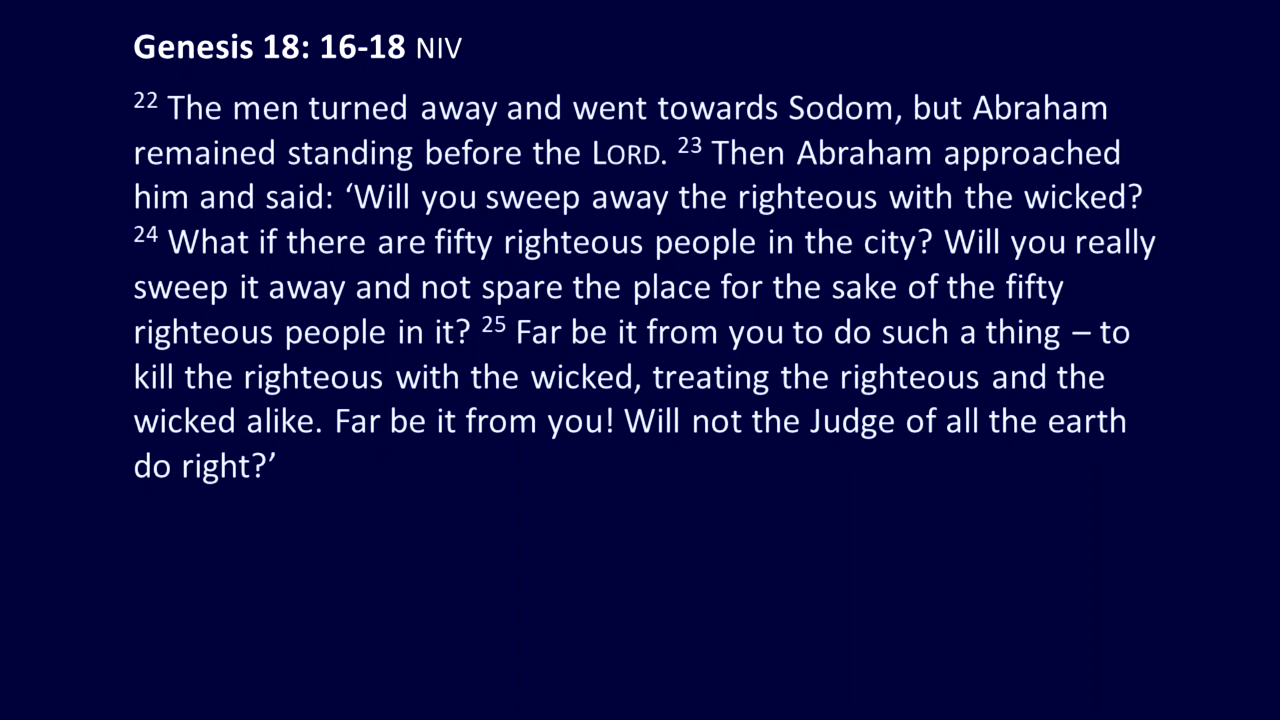 Genesis 18: 16-18 NIV
22 The men turned away and went towards Sodom, but Abraham
remained standing before the LORD. 23 Then Abraham approached
him and said: ‘Will you sweep away the righteous with the wicked?
24 What if there are fifty righteous people in the city? Will you really
sweep it away and not spare the place for the sake of the fifty
righteous people in it? 25 Far be it from you to do such a thing – to
kill the righteous with the wicked, treating the righteous and the
wicked alike. Far be it from you! Will not the Judge of all the earth
do right?’